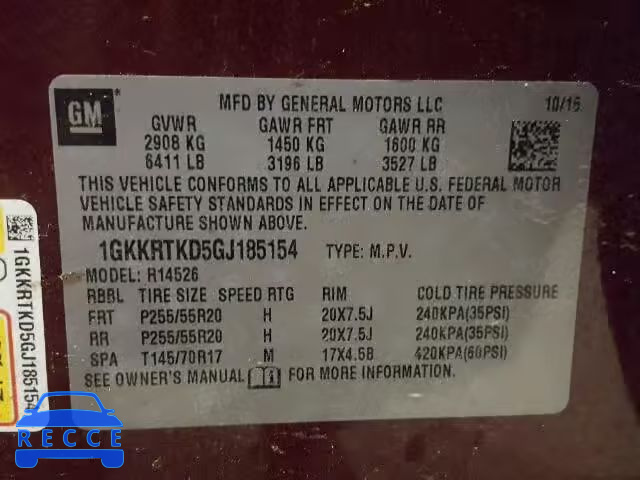 GM
MFD BY GENERAL MOTORS LLC 10/15
GVWR GAWR FRT GAWR RR
2908 KG 1450 KG 1600 KG
6411 LB 3196 LB 3527 LB
THIS VEHICLE CONFORMS TO ALL APPLICABLE U.S. FEDERAL MOTOR
VEHICLE SAFETY STANDARDS IN EFFECT ON THE DATE OF
MANUFACTURE SHOWN ABOVE.
1GKKRTKD5GJ185154 TYPE: M.P.V.
MODEL: R14526
RBBL TIRE SIZE SPEED RTG RIM COLD TIRE PRESSURE
FRT P255/55R20 H 20X7.5J 240KPA(35PSI)
RR P255/55R20 H 20X7.5J 240KPA(35PSI)
SPA T145/70R17 M 17X4.5B 420KPA(60PSI)
SEE OWNER'S MANUAL FOR MORE INFORMATION.
1GKKRTKD5GJ185154
RECCE